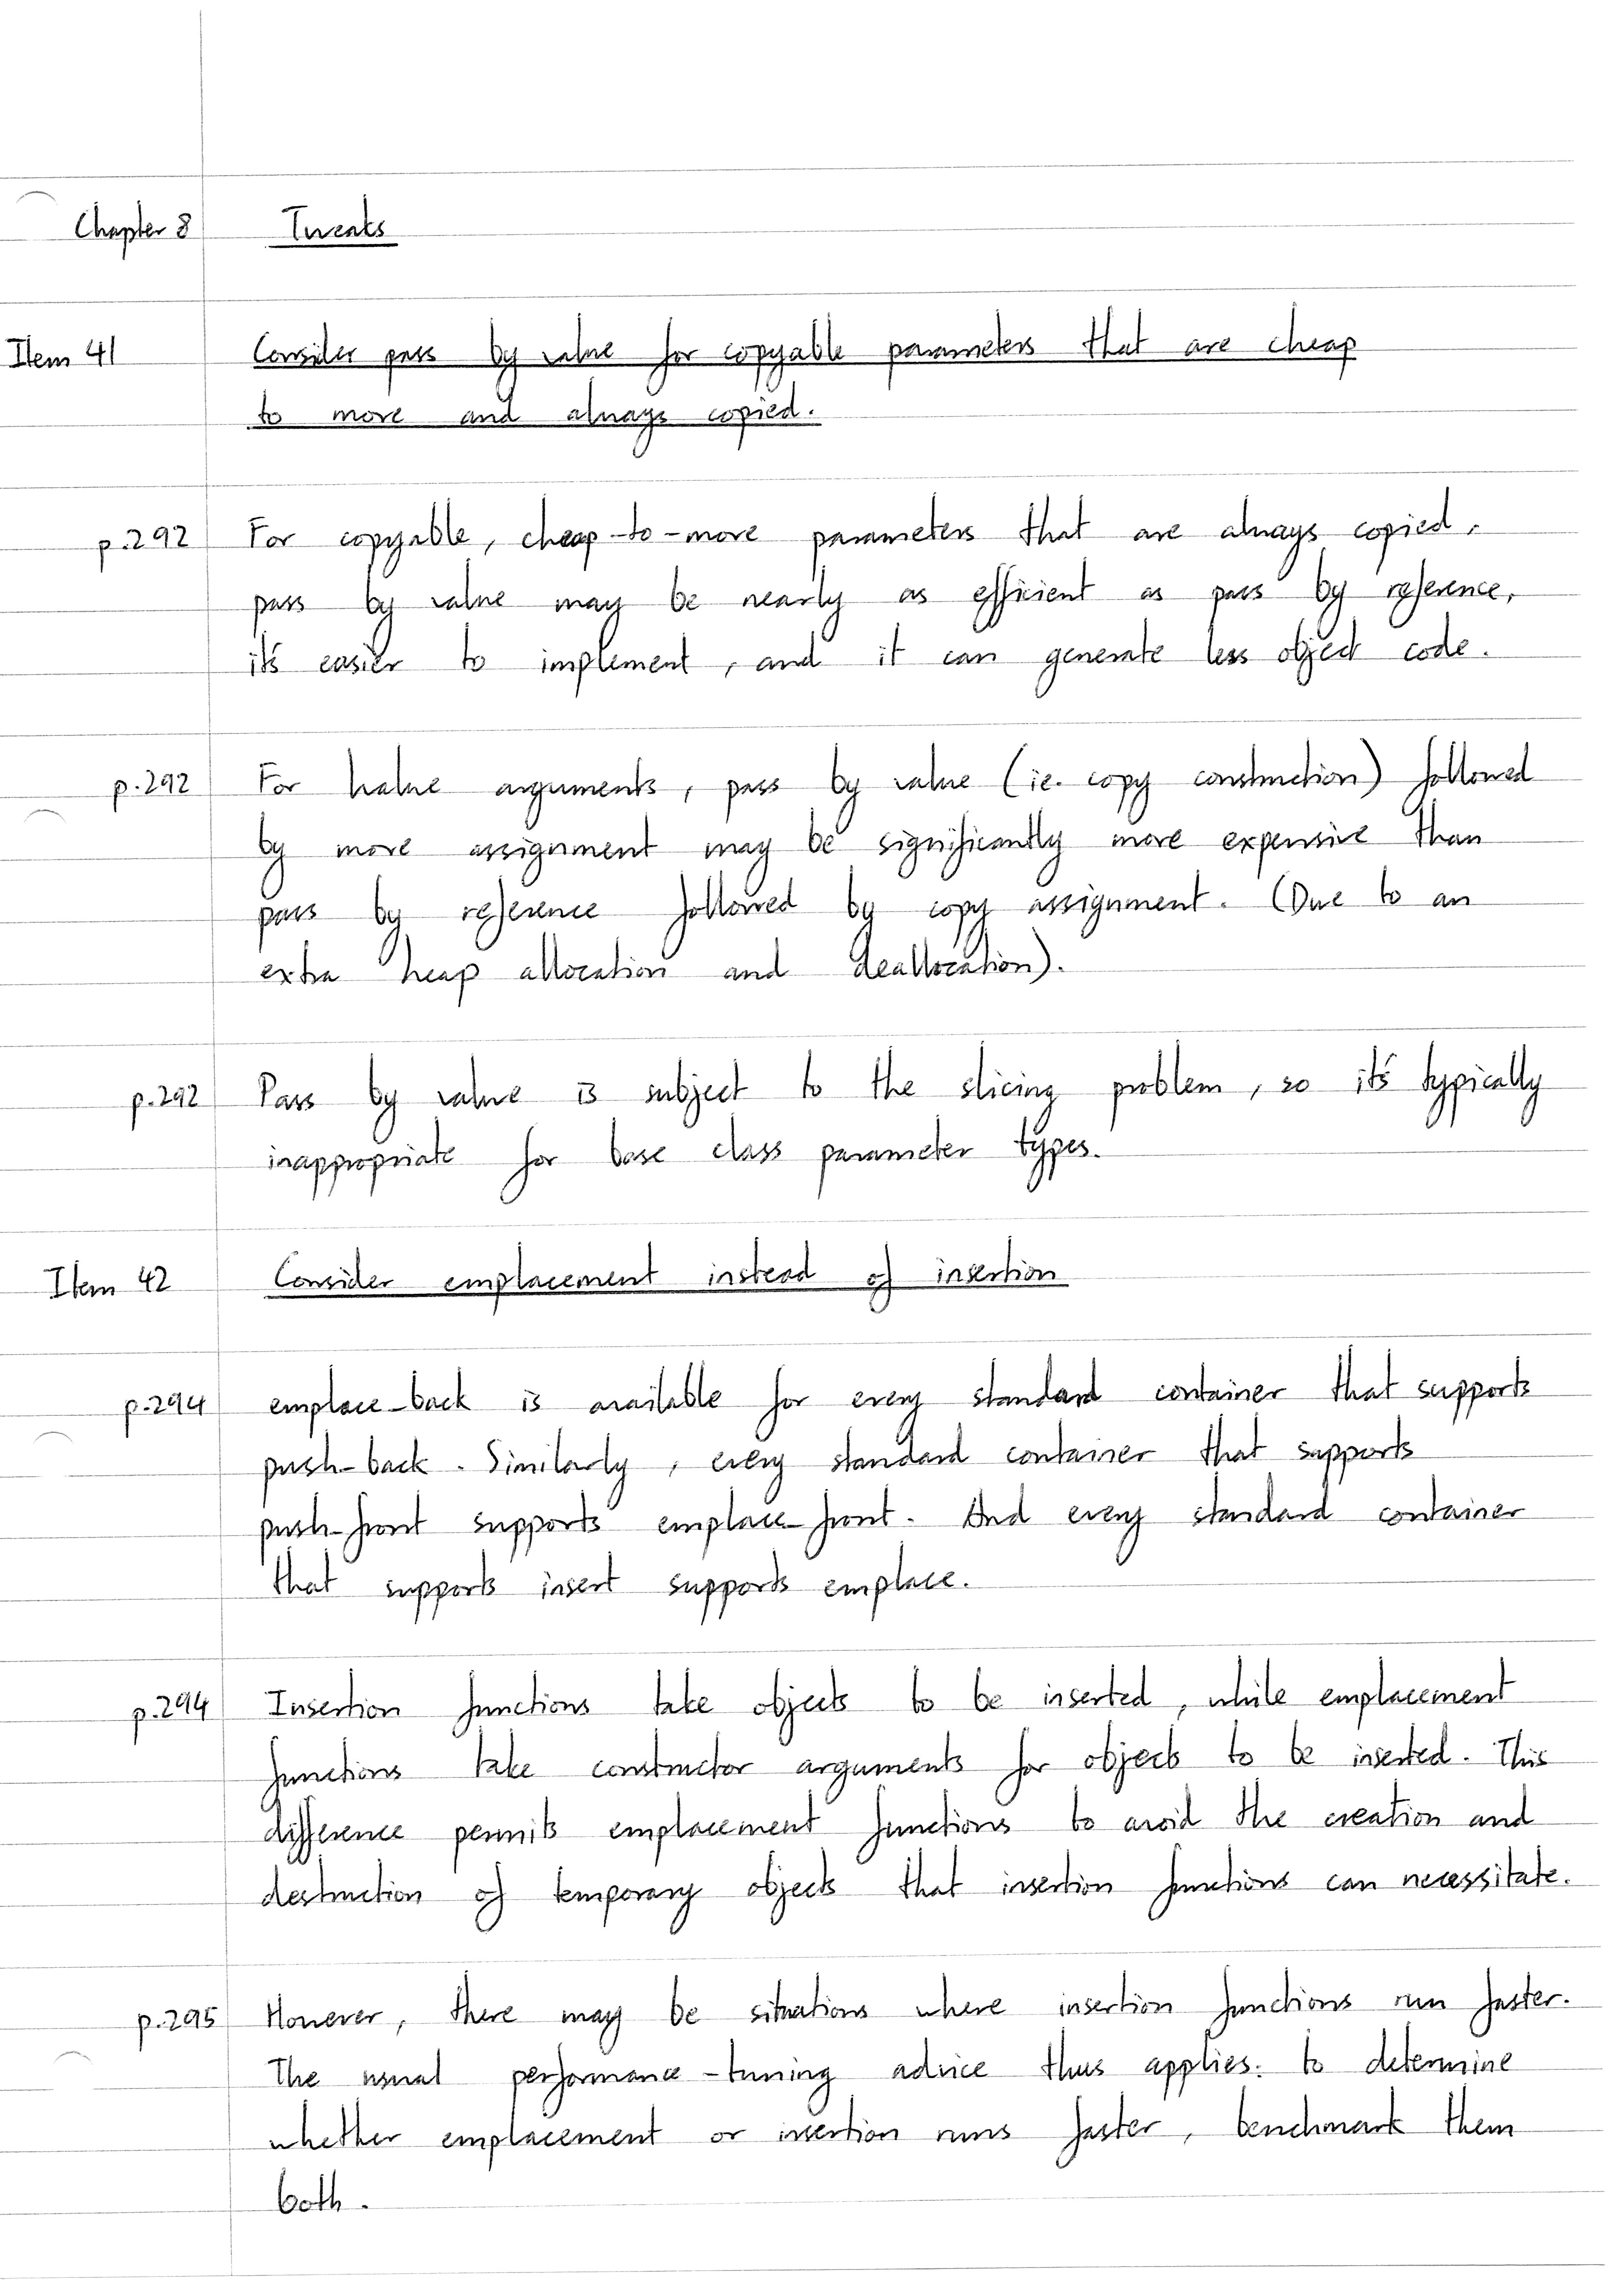 Chapter 8 Tweaks
Item 41 Consider pass by value for copyable parameters that are cheap
to move and always copied.
p.292 For copyable, cheap-to-move parameters that are always copied,
pass by value may be nearly as efficient as pass by reference,
it's easier to implement, and it can generate less object code.
p.292 For lvalue arguments, pass by value (ie. copy construction) followed
by move assignment may be significantly more expensive than
pass by reference followed by copy assignment. (Due to an
extra heap allocation and deallocation).
p.292 Pass by value is subject to the slicing problem, so it's typically
inappropriate for base class parameter types.
Item 42 Consider emplacement instead of insertion
p.294 emplace_back is available for every standard container that supports
push_back. Similarly, every standard container that supports
push_front supports emplace_front. And every standard container
that supports insert supports emplace.
p.294 Insertion functions take objects to be inserted, while emplacement
functions take constructor arguments for objects to be inserted. This
difference permits emplacement functions to avoid the creation and
destruction of temporary objects that insertion functions can necessitate.
p.295 However, there may be situations where insertion functions run faster.
The usual performance-tuning advice thus applies: to determine
whether emplacement or insertion runs faster, benchmark them
both.